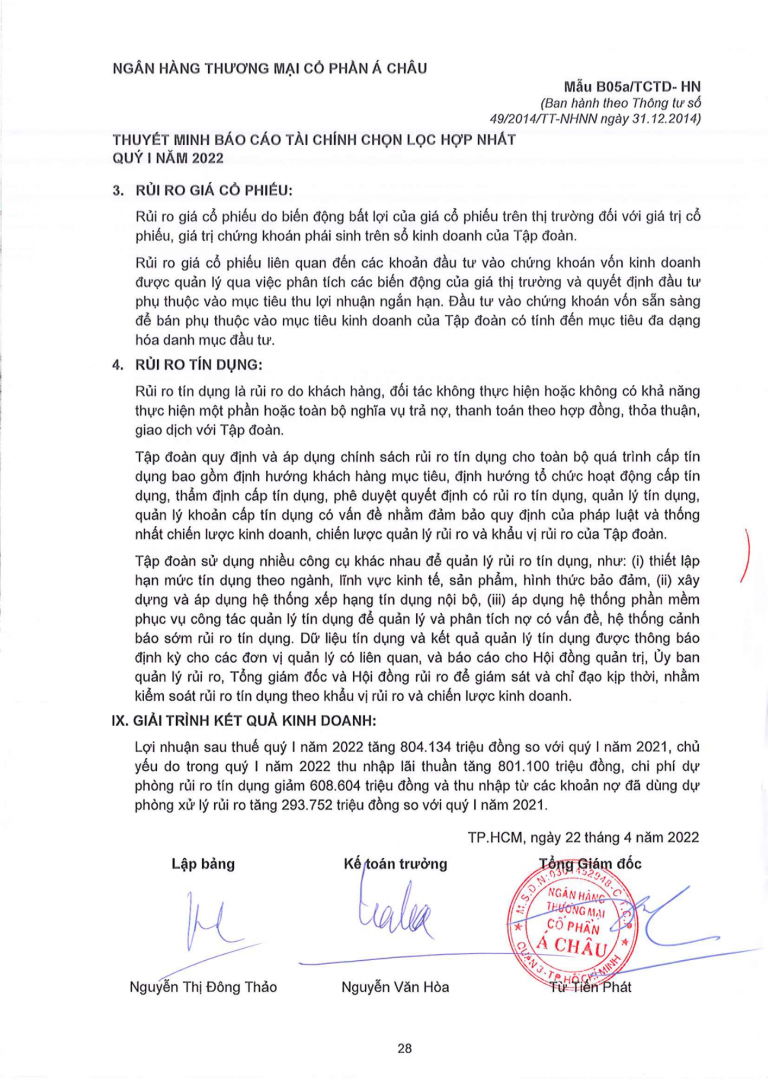 NGÂN HÀNG THƯƠNG MẠI CỔ PHẦN Á CHÂU
Mẫu B05a/TCTD- HN
(Ban hành theo Thông tư số
49/2014/TT-NHNN ngày 31.12.2014)
THUYẾT MINH BÁO CÁO TÀI CHÍNH CHỌN LỌC HỢP NHẤT
QUÝ I NĂM 2022
3. RỦI RO GIÁ CỔ PHIẾU:
Rủi ro giá cổ phiếu do biến động bất lợi của giá cổ phiếu trên thị trường đối với giá trị cổ
phiếu, giá trị chứng khoán phái sinh trên sổ kinh doanh của Tập đoàn.
Rủi ro giá cổ phiếu liên quan đến các khoản đầu tư vào chứng khoán vốn kinh doanh
được quản lý qua việc phân tích các biến động của giá thị trường và quyết định đầu tư
phụ thuộc vào mục tiêu thu lợi nhuận ngắn hạn. Đầu tư vào chứng khoán vốn sẵn sàng
để bán phụ thuộc vào mục tiêu kinh doanh của Tập đoàn có tính đến mục tiêu đa dạng
hóa danh mục đầu tư.
4. RỦI RO TÍN DỤNG:
Rủi ro tín dụng là rủi ro do khách hàng, đối tác không thực hiện hoặc không có khả năng
thực hiện một phần hoặc toàn bộ nghĩa vụ trả nợ, thanh toán theo hợp đồng, thỏa thuận,
giao dịch với Tập đoàn.
Tập đoàn quy định và áp dụng chính sách rủi ro tín dụng cho toàn bộ quá trình cấp tín
dụng bao gồm định hướng khách hàng mục tiêu, định hướng tổ chức hoạt động cấp tín
dụng, thẩm định cấp tín dụng, phê duyệt quyết định có rủi ro tín dụng, quản lý tín dụng,
quản lý khoản cấp tín dụng có vấn đề nhằm đảm bảo quy định của pháp luật và thống
nhất chiến lược kinh doanh, chiến lược quản lý rủi ro và khẩu vị rủi ro của Tập đoàn.
Tập đoàn sử dụng nhiều công cụ khác nhau để quản lý rủi ro tín dụng, như: (i) thiết lập
hạn mức tín dụng theo ngành, lĩnh vực kinh tế, sản phẩm, hình thức bảo đảm, (ii) xây
dựng và áp dụng hệ thống xếp hạng tín dụng nội bộ, (iii) áp dụng hệ thống phần mềm
phục vụ công tác quản lý tín dụng để quản lý và phân tích nợ có vấn đề, hệ thống cảnh
báo sớm rủi ro tín dụng. Dữ liệu tín dụng và kết quả quản lý tín dụng được thông báo
định kỳ cho các đơn vị quản lý có liên quan, và báo cáo cho Hội đồng quản trị, Ủy ban
quản lý rủi ro, Tổng giám đốc và Hội đồng rủi ro để giám sát và chỉ đạo kịp thời, nhằm
kiểm soát rủi ro tín dụng theo khẩu vị rủi ro và chiến lược kinh doanh.
IX. GIẢI TRÌNH KẾT QUẢ KINH DOANH:
Lợi nhuận sau thuế quý I năm 2022 tăng 804.134 triệu đồng so với quý I năm 2021, chủ
yếu do trong quý I năm 2022 thu nhập lãi thuần tăng 801.100 triệu đồng, chi phí dự
phòng rủi ro tín dụng giảm 608.604 triệu đồng và thu nhập từ các khoản nợ đã dùng dự
phòng xử lý rủi ro tăng 293.752 triệu đồng so với quý I năm 2021.
TP.HCM, ngày 22 tháng 4 năm 2022
Lập bảng Kế toán trưởng Tổng Giám đốc
M.S.D.N:0301452948-C.T.C.P
NGÂN HÀNG
THƯƠNG MẠI
CỔ PHẦN
Á CHÂU
QUẬN 3-TP.HỒ CHÍ MINH
Nguyễn Thị Đông Thảo Nguyễn Văn Hòa Từ Tiến Phát
28